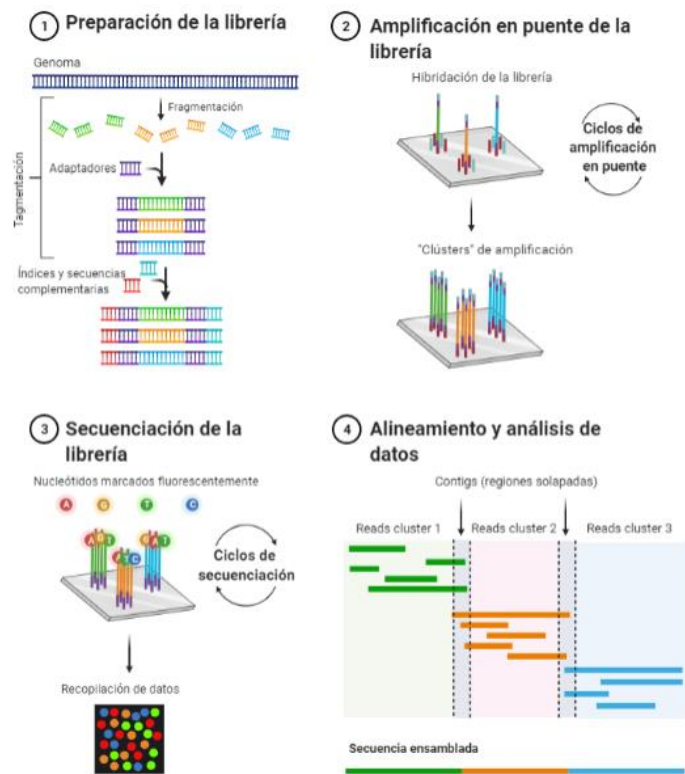 1 Preparación de la librería
Genoma
Fragmentación
Tagmentación
Adaptadores
Índices y secuencias
complementarias
2 Amplificación en puente de
la librería
Hibridación de la librería
Ciclos de
amplificación
en puente
"Clústers" de amplificación
3 Secuenciación de la
librería
Nucleótidos marcados fluorescentemente
A G T C
A G T
A T C
G A T
Ciclos de
secuenciación
Recopilación de datos
4 Alineamiento y análisis de
datos
Contigs (regiones solapadas)
Reads cluster 1 Reads cluster 2 Reads cluster 3
Secuencia ensamblada